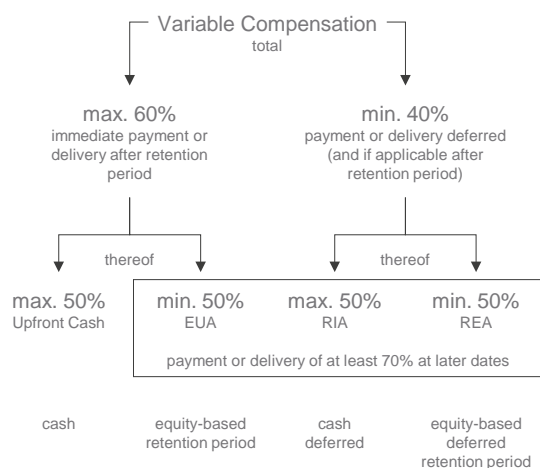 Variable Compensation
total
max. 60%
immediate payment or
delivery after retention
period
min. 40%
payment or delivery deferred
(and if applicable after
retention period)
thereof
thereof
max. 50%
Upfront Cash
min. 50%
EUA
max. 50%
RIA
min. 50%
REA
payment or delivery of at least 70% at later dates
cash
equity-based
retention period
cash
deferred
equity-based
deferred
retention period